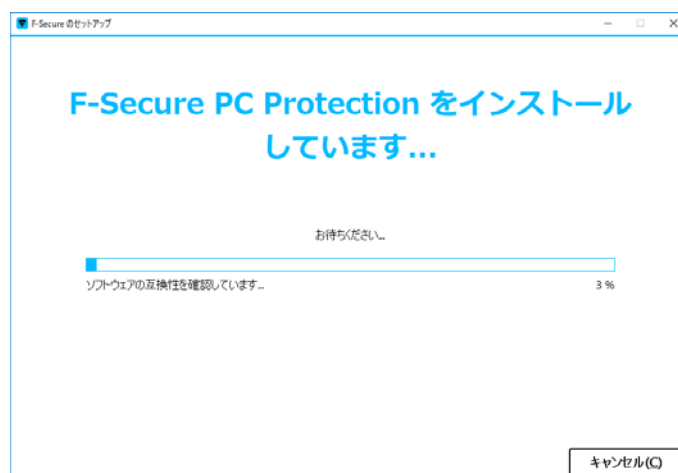 F-Secure のセットアップ
F-Secure PC Protection をインストール
しています...
お待ちください...
ソフトウェアの互換性を確認しています...
3 %
キャンセル(C)